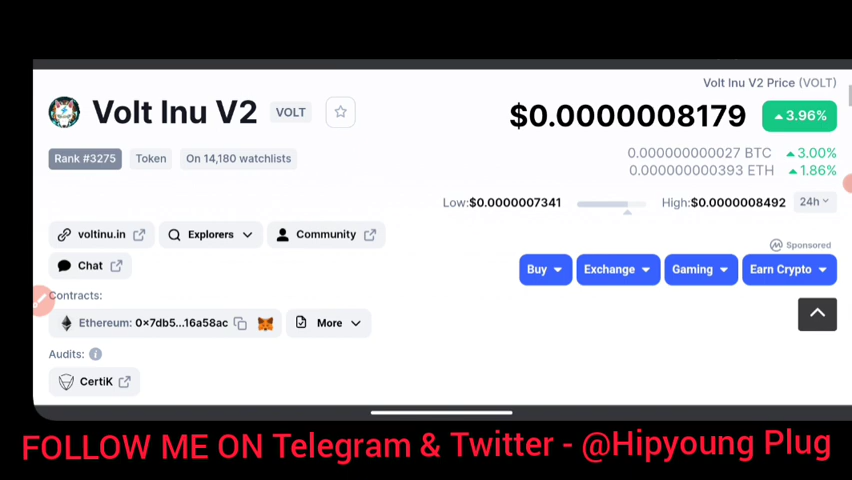 Volt Inu V2 VOLT
Rank #3275 Token On 14,180 watchlists
Volt Inu V2 Price (VOLT)
$0.0000008179 3.96%
0.000000000027 BTC 3.00%
0.000000000393 ETH 1.86%
Low:$0.0000007341 High:$0.0000008492 24h
voltinu.in Explorers Community
Chat
Sponsored
Buy Exchange Gaming Earn Crypto
Contracts:
Ethereum: 0x7db5...16a58ac More
Audits:
CertiK
FOLLOW ME ON Telegram & Twitter - @Hipyoung Plug